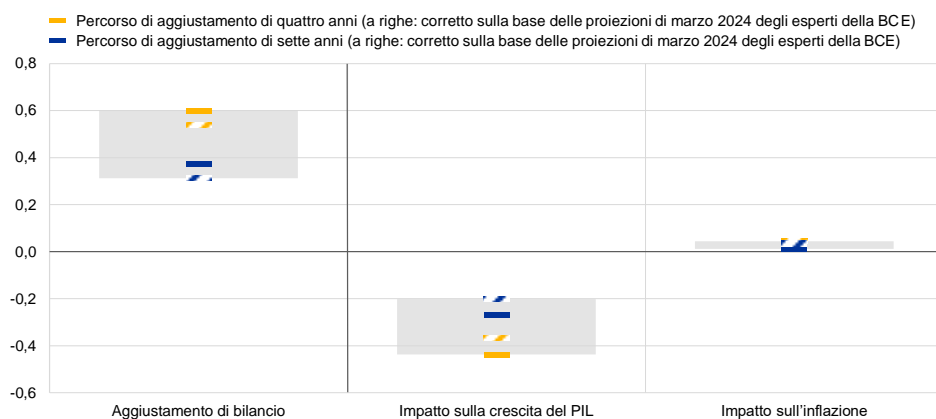 Percorso di aggiustamento di quattro anni (a righe: corretto sulla base delle proiezioni di marzo 2024 degli esperti della BCE)
Percorso di aggiustamento di sette anni (a righe: corretto sulla base delle proiezioni di marzo 2024 degli esperti della BCE)
0,8
0,6
0,4
0,2
0,0
-0,2
-0,4
-0,6
Aggiustamento di bilancio Impatto sulla crescita del PIL Impatto sull'inflazione